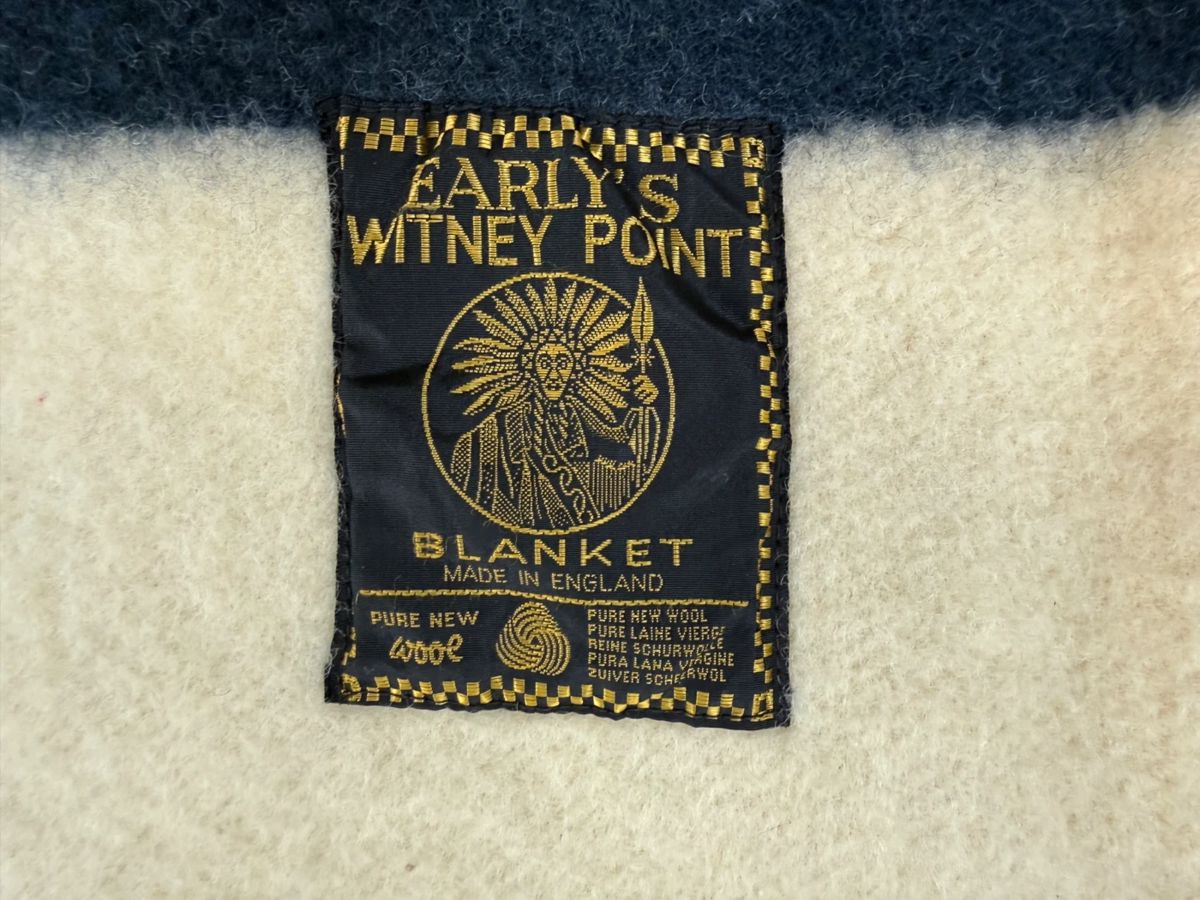 EARLY'S
WITNEY POINT
BLANKET
MADE IN ENGLAND
PURE NEW
wool
PURE NEW WOOL
PURE LAINE VIERGE
REINE SCHURWOLLE
PURA LANA VIRGINE
ZUIVER SCHEERWOL